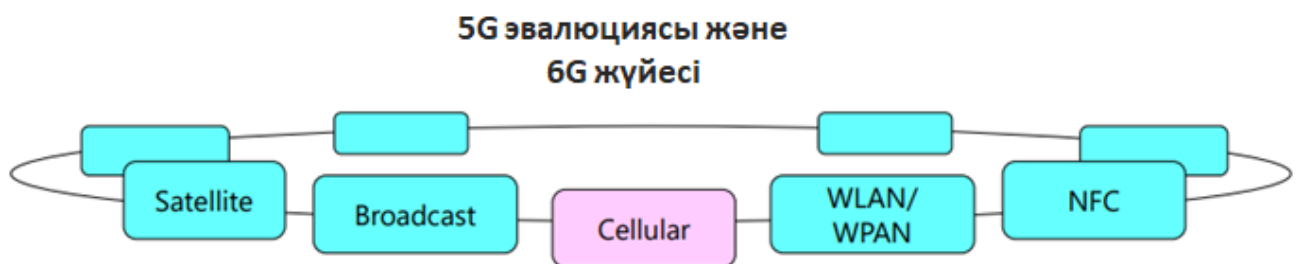 5G эвалюциясы және
6G жүйесі
Satellite
Broadcast
Cellular
WLAN/
WPAN
NFC